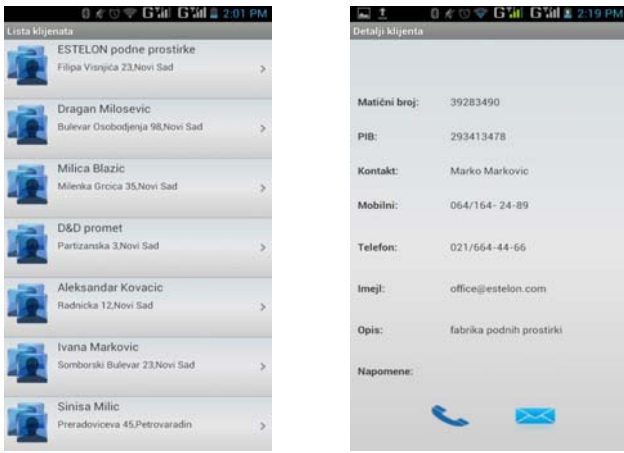 G G 2:01 PM
Lista klijenata
ESTELON podne prostirke
Filipa Visnjića 23,Novi Sad
Dragan Milosevic
Bulevar Osobodjenja 98,Novi Sad
Milica Blazic
Milenka Grcica 35,Novi Sad
D&D promet
Partizanska 3,Novi Sad
Aleksandar Kovacic
Radnicka 12,Novi Sad
Ivana Markovic
Somborski Bulevar 23,Novi Sad
Sinisa Milic
Preradoviceva 45,Petrovaradin
G G 2:19 PM
Detalji klijenta
Matični broj: 39283490
PIB: 293413478
Kontakt: Marko Markovic
Mobilni: 064/164- 24-89
Telefon: 021/664-44-66
Imejl: office@estelon.com
Opis: fabrika podnih prostirki
Napomene: